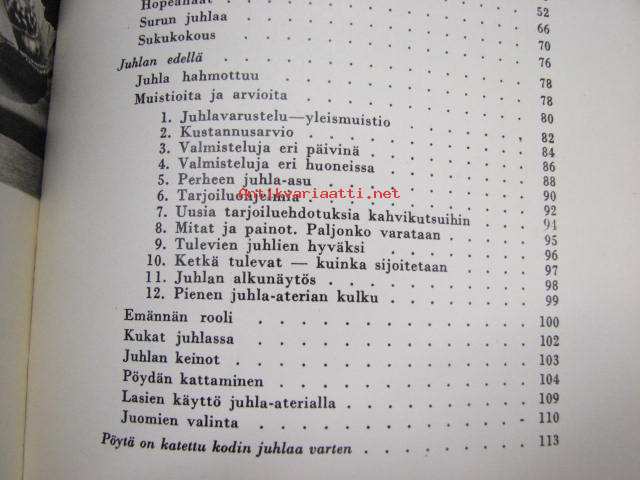 Hopeahäät 66
Surun juhlaa 70
Sukukokous 76
Juhlan edellä 78
Juhla hahmottuu 78
Muistioita ja arvioita 80
1. Juhlavarustelu—yleismuistio 82
2. Kustannusarvio 84
3. Valmisteluja eri päivinä 86
4. Valmisteluja eri huoneissa 88
5. Perheen juhla-asu 90
Antikvariaatti.net
6. Tarjoiluohjelmia 92
7. Uusia tarjoiluehdotuksia kahvikutsuihin 94
8. Mitat ja painot. Paljonko varataan 95
9. Tulevien juhlien hyväksi 96
10. Ketkä tulevat — kuinka sijoitetaan 97
11. Juhlan alkunäytös 98
12. Pienen juhla-aterian kulku 99
Emännän rooli 100
Kukat juhlassa 102
Juhlan keinot 103
Pöydän kattaminen 104
Lasien käyttö juhla-aterialla 109
Juomien valinta 110
Pöytä on katettu kodin juhlaa varten 113